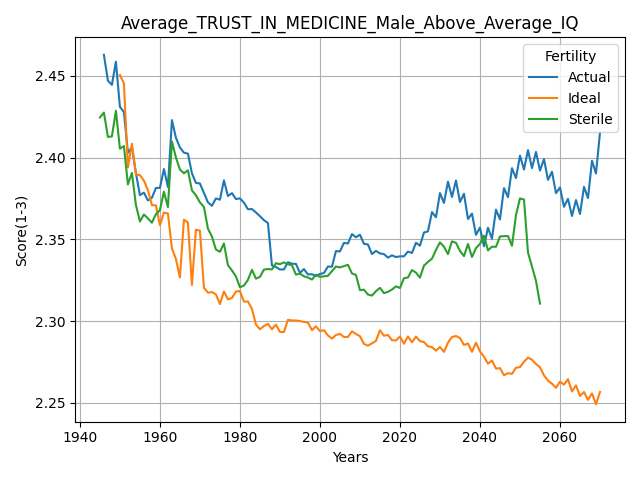 Average_TRUST_IN_MEDICINE_Male_Above_Average_IQ
Score(1-3)
2.45
2.40
2.35
2.30
2.25
1940
1960
1980
2000
2020
2040
2060
Years
Fertility
Actual
Ideal
Sterile